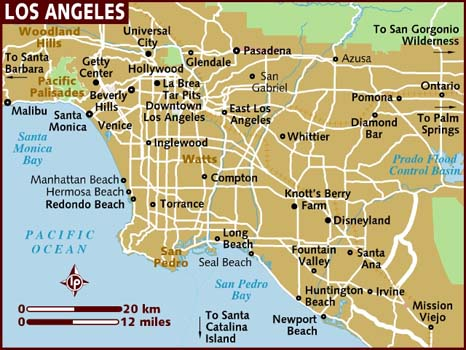 LOS ANGELES
Woodland
Hills
Universal
City
To San Gorgonio
Wilderness
To Santa
Barbara
Getty
Center
Hollywood
Glendale
Pasadena
Azusa
Pacific
Palisades
Beverly
Hills
La Brea
Tar Pits
San
Gabriel
Ontario
Malibu
Santa
Monica
Downtown
Los Angeles
East Los
Angeles
Pomona
Diamond
Bar
To Palm
Springs
Venice
Santa
Monica
Bay
Inglewood
Whittier
Watts
Prado Flood
Control Basin
Manhattan Beach
Hermosa Beach
Redondo Beach
Compton
Knott's Berry
Farm
Torrance
Disneyland
PACIFIC
OCEAN
San
Pedro
Long
Beach
Seal Beach
Fountain
Valley
Santa
Ana
LP
San Pedro
Bay
Huntington
Beach
Irvine
20 km
12 miles
To Santa
Catalina
Island
Newport
Beach
Mission
Viejo